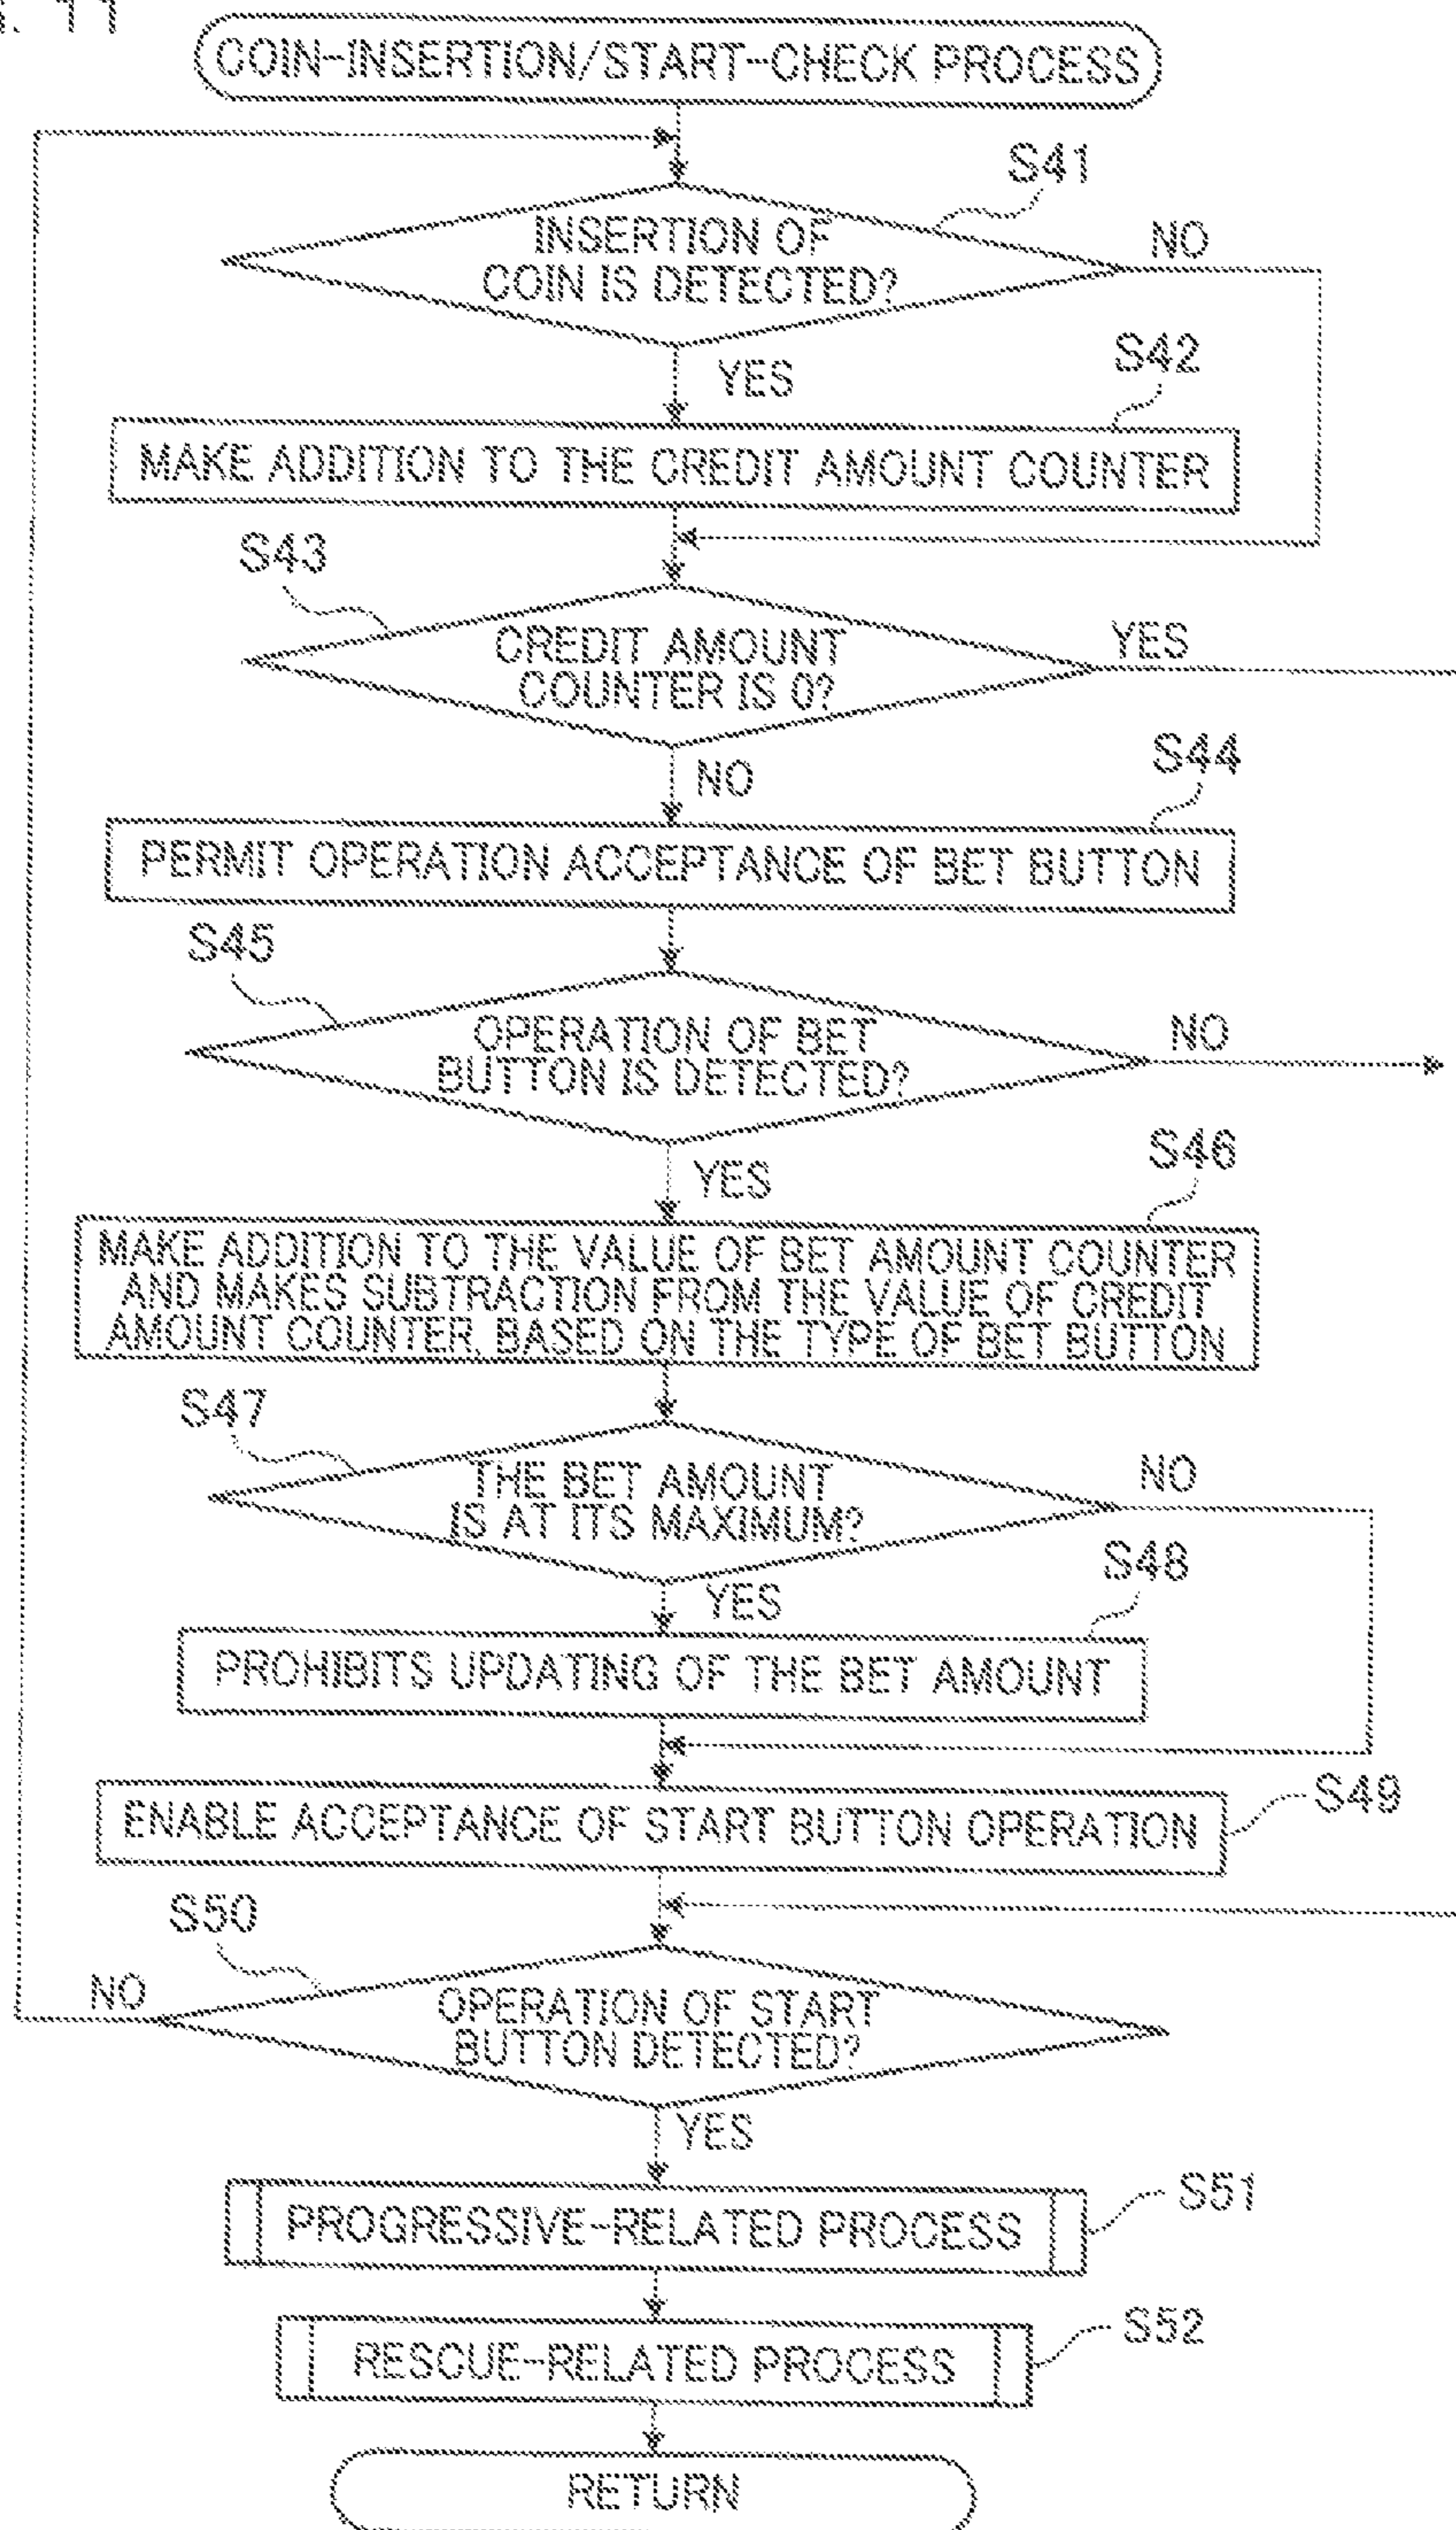 11
COIN-INSERTION/START-CHECK PROCESS
S41
INSERTION OF
COIN IS DETECTED?
NO
YES
S42
MAKE ADDITION TO THE CREDIT AMOUNT COUNTER
S43
CREDIT AMOUNT
COUNTER IS 0?
YES
NO
S44
PERMIT OPERATION ACCEPTANCE OF BET BUTTON
S45
OPERATION OF BET
BUTTON IS DETECTED?
NO
YES
S46
MAKE ADDITION TO THE VALUE OF BET AMOUNT COUNTER
AND MAKES SUBTRACTION FROM THE VALUE OF CREDIT
AMOUNT COUNTER, BASED ON THE TYPE OF BET BUTTON
S47
THE BET AMOUNT
IS AT ITS MAXIMUM?
NO
YES
S48
PROHIBITS UPDATING OF THE BET AMOUNT
S49
ENABLE ACCEPTANCE OF START BUTTON OPERATION
S50
NO
OPERATION OF START
BUTTON DETECTED?
YES
S51
PROGRESSIVE-RELATED PROCESS
S52
RESCUE-RELATED PROCESS
RETURN